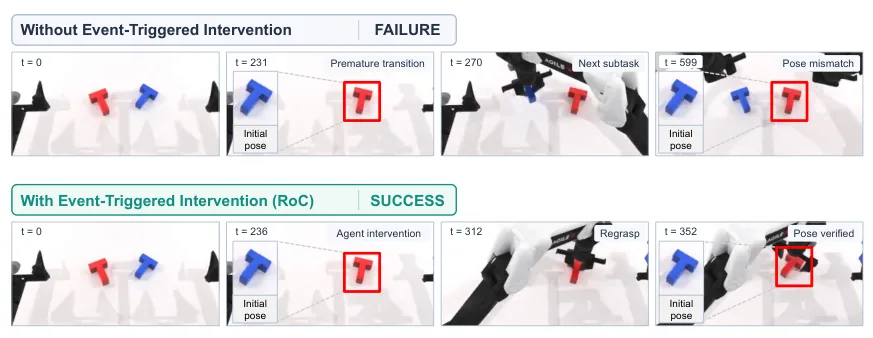 Without Event-Triggered Intervention FAILURE
t = 0
t = 231 Premature transition
Initial
pose
t = 270 Next subtask
t = 599 Pose mismatch
Initial
pose
With Event-Triggered Intervention (RoC) SUCCESS
t = 0
t = 236 Agent intervention
Initial
pose
t = 312 Regrasp
t = 352 Pose verified
Initial
pose